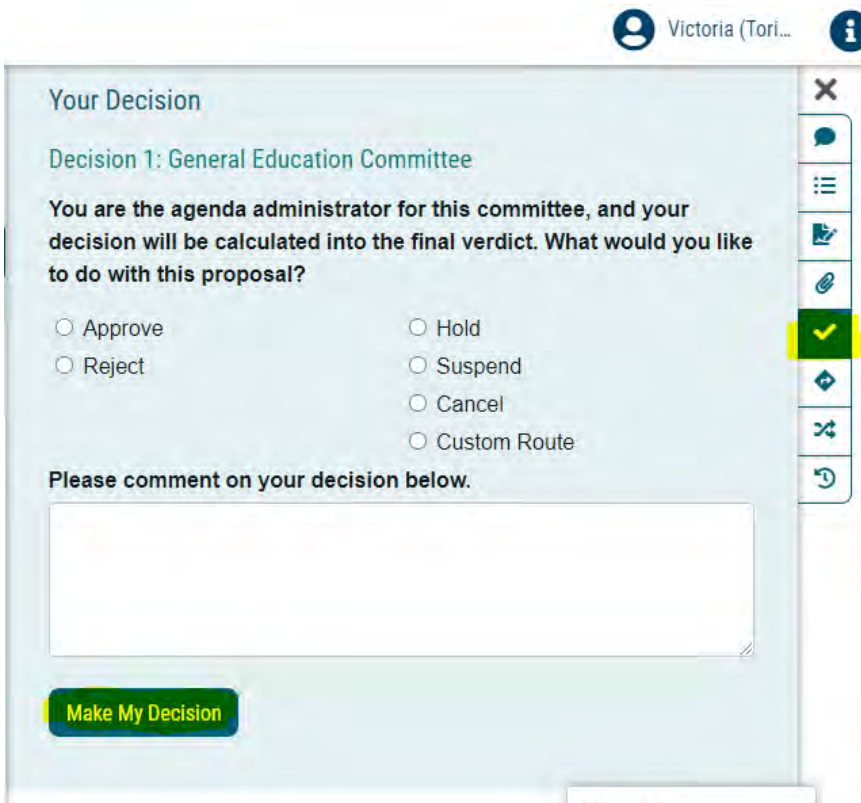 Victoria (Tori...
Your Decision
Decision 1: General Education Committee
You are the agenda administrator for this committee, and your
decision will be calculated into the final verdict. What would you like
to do with this proposal?
Approve
Hold
Reject
Suspend
Cancel
Custom Route
Please comment on your decision below.
Make My Decision